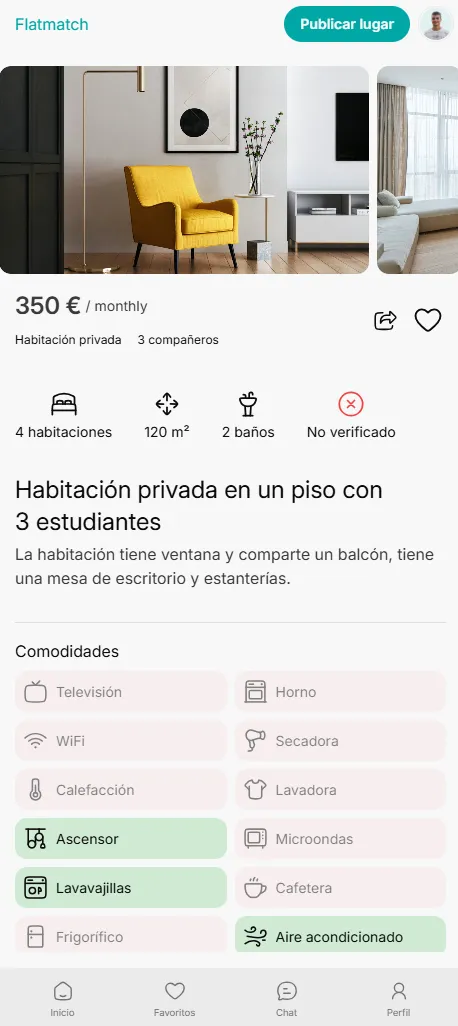 Flatmatch
Publicar lugar
350 € / monthly
Habitación privada 3 compañeros
4 habitaciones 120 m² 2 baños No verificado
Habitación privada en un piso con
3 estudiantes
La habitación tiene ventana y comparte un balcón, tiene
una mesa de escritorio y estanterías.
Comodidades
Televisión Horno
WiFi Secadora
Calefacción Lavadora
Ascensor Microondas
Lavavajillas Cafetera
Frigorífico Aire acondicionado
Inicio Favoritos Chat Perfil